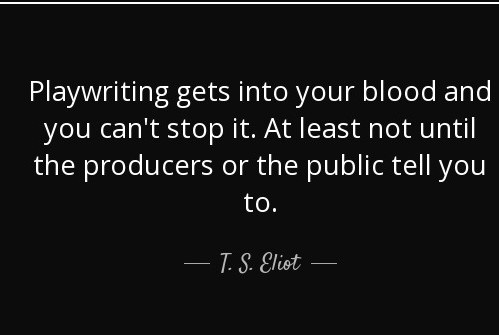 Playwriting gets into your blood and
you can't stop it. At least not until
the producers or the public tell you
to.
T. S. Eliot